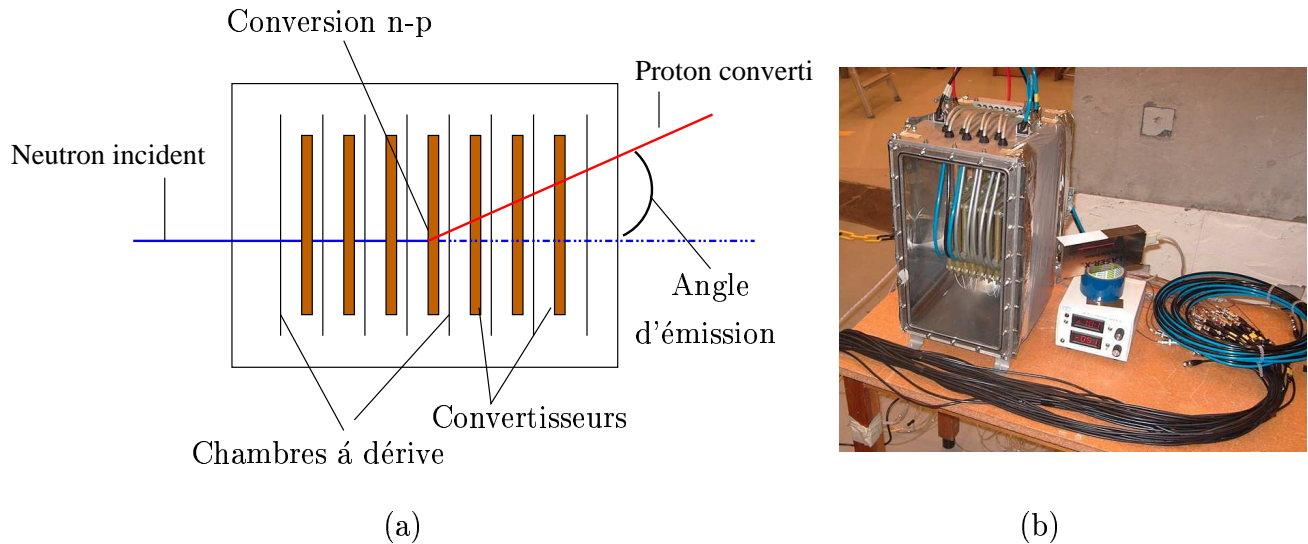 Conversion n-p
Proton converti
Neutron incident
Angle
d'émission
Convertisseurs
Chambres á dérive
(a)
(b)